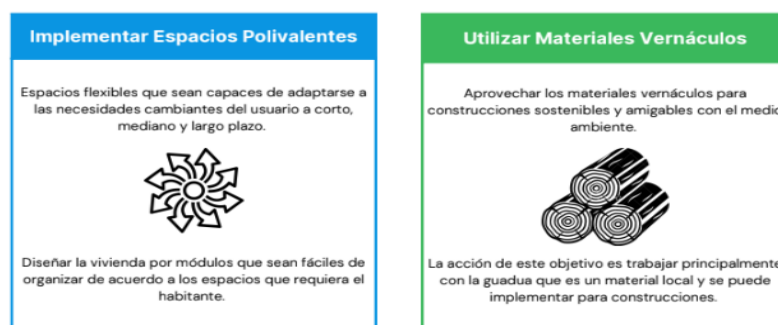 Implementar Espacios Polivalentes
Espacios flexibles que sean capaces de adaptarse a
las necesidades cambiantes del usuario a corto,
mediano y largo plazo.
Diseñar la vivienda por módulos que sean fáciles de
organizar de acuerdo a los espacios que requiera el
habitante.
Utilizar Materiales Vernáculos
Aprovechar los materiales vernáculos para
construcciones sostenibles y amigables con el medio
ambiente.
La acción de este objetivo es trabajar principalmente
con la guadua que es un material local y se puede
implementar para construcciones.